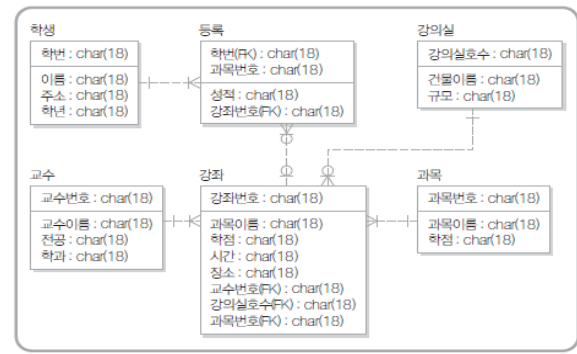 학생
학번 : char(18)
이름 : char(18)
주소 : char(18)
학년 : char(18)
등록
학번(FK) : char(18)
과목번호 : char(18)
성적 : char(18)
강좌번호(FK) : char(18)
강의실
강의실호수 : char(18)
건물이름 : char(18)
규모 : char(18)
교수
교수번호 : char(18)
교수이름 : char(18)
전공 : char(18)
학과 : char(18)
강좌
강좌번호 : char(18)
과목이름 : char(18)
학점 : char(18)
시간 : char(18)
장소 : char(18)
교수번호(FK) : char(18)
강의실호수(FK) : char(18)
과목번호(FK) : char(18)
과목
과목번호 : char(18)
과목이름 : char(18)
학점 : char(18)